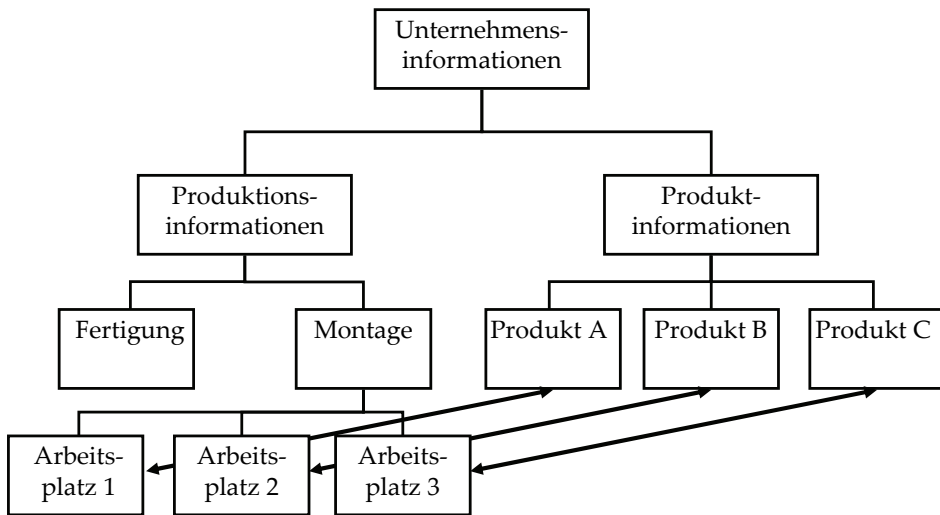 Unternehmens-
informationen
Produktions-
informationen
Produkt-
informationen
Fertigung
Montage
Produkt A
Produkt B
Produkt C
Arbeits-
platz 1
Arbeits-
platz 2
Arbeits-
platz 3